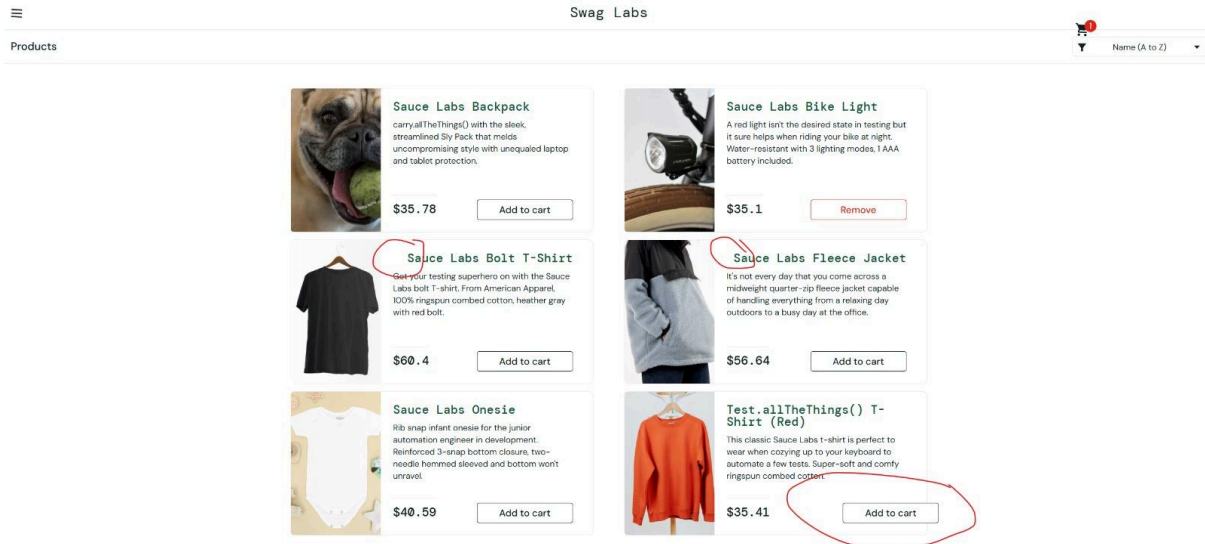 Swag Labs
1
Products
Name (A to Z)
Sauce Labs Backpack
carry.allTheThings() with the sleek,
streamlined Sly Pack that melds
uncompromising style with unequaled laptop
and tablet protection.
$35.78
Add to cart
Sauce Labs Bike Light
A red light isn't the desired state in testing but
it sure helps when riding your bike at night.
Water-resistant with 3 lighting modes, 1 AAA
battery included.
$35.1
Remove
Sauce Labs Bolt T-Shirt
Get your testing superhero on with the Sauce
Labs bolt T-shirt. From American Apparel,
100% ringspun combed cotton, heather gray
with red bolt.
$60.4
Add to cart
Sauce Labs Fleece Jacket
It's not every day that you come across a
midweight quarter-zip fleece jacket capable
of handling everything from a relaxing day
outdoors to a busy day at the office.
$56.64
Add to cart
Sauce Labs Onesie
Rib snap infant onesie for the junior
automation engineer in development.
Reinforced 3-snap bottom closure, two-
needle hemmed sleeved and bottom won't
unravel.
$40.59
Add to cart
Test.allTheThings() T-
Shirt (Red)
This classic Sauce Labs t-shirt is perfect to
wear when cozying up to your keyboard to
automate a few tests. Super-soft and comfy
ringspun combed cotton.
$35.41
Add to cart